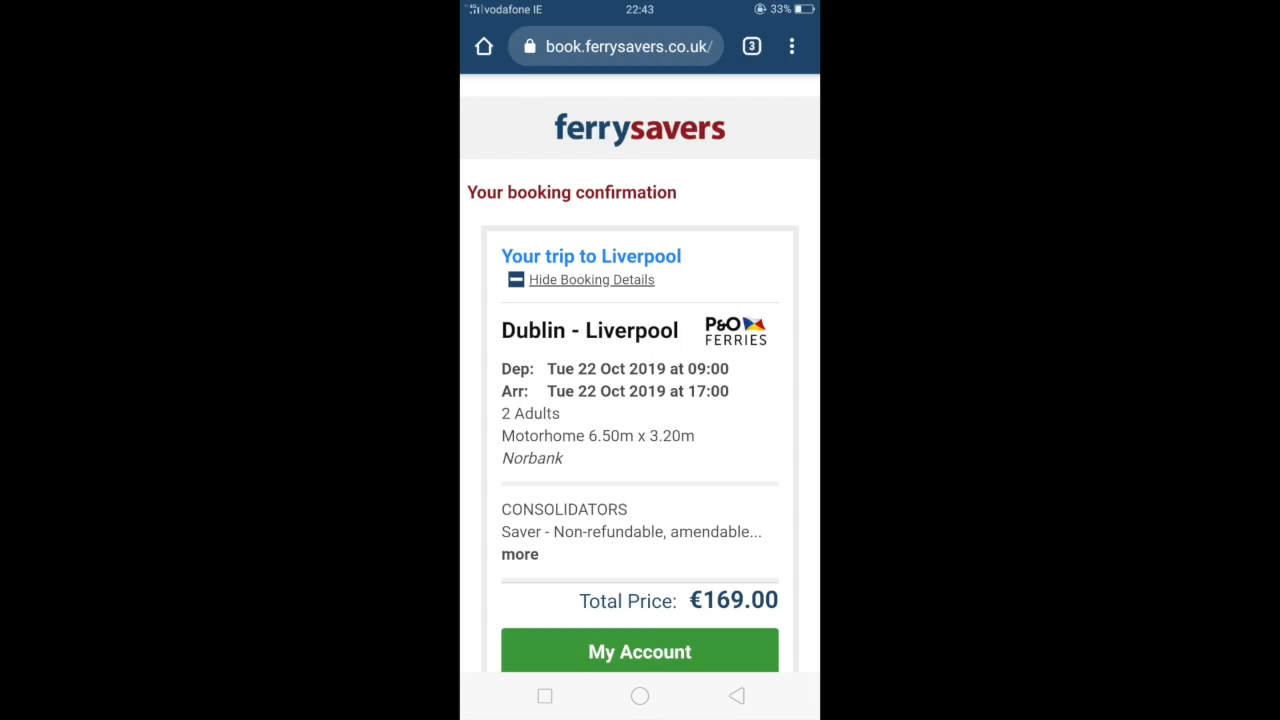 vodafone IE 22:43 33%
book.ferrysavers.co.uk/ 3
ferrysavers
Your booking confirmation
Your trip to Liverpool
Hide Booking Details
Dublin - Liverpool
P&O
FERRIES
Dep: Tue 22 Oct 2019 at 09:00
Arr: Tue 22 Oct 2019 at 17:00
2 Adults
Motorhome 6.50m x 3.20m
Norbank
CONSOLIDATORS
Saver - Non-refundable, amendable...
more
Total Price: €169.00
My Account